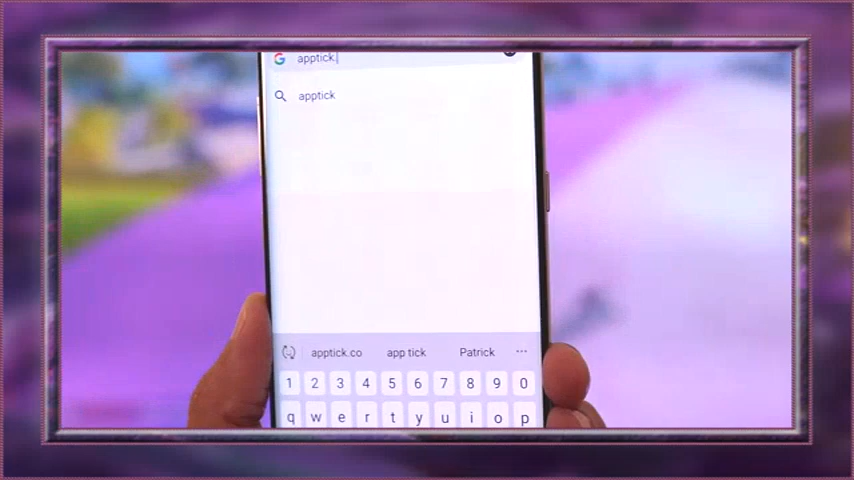 apptick
apptick
apptick.co app tick Patrick ...
1 2 3 4 5 6 7 8 9 0
q w e r t y u i o p